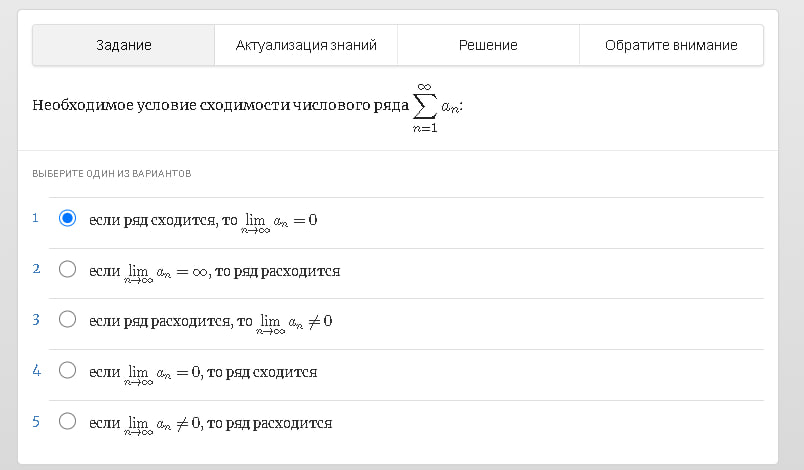 Задание Актуализация знаний Решение Обратите внимание
Необходимое условие сходимости числового ряда $\sum_{n=1}^{\infty} a_n$:
ВЫБЕРИТЕ ОДИН ИЗ ВАРИАНТОВ
1 если ряд сходится, то $\lim_{n\to\infty} a_n = 0$
2 если $\lim_{n\to\infty} a_n = \infty$, то ряд расходится
3 если ряд расходится, то $\lim_{n\to\infty} a_n \neq 0$
4 если $\lim_{n\to\infty} a_n = 0$, то ряд сходится
5 если $\lim_{n\to\infty} a_n \neq 0$, то ряд расходится